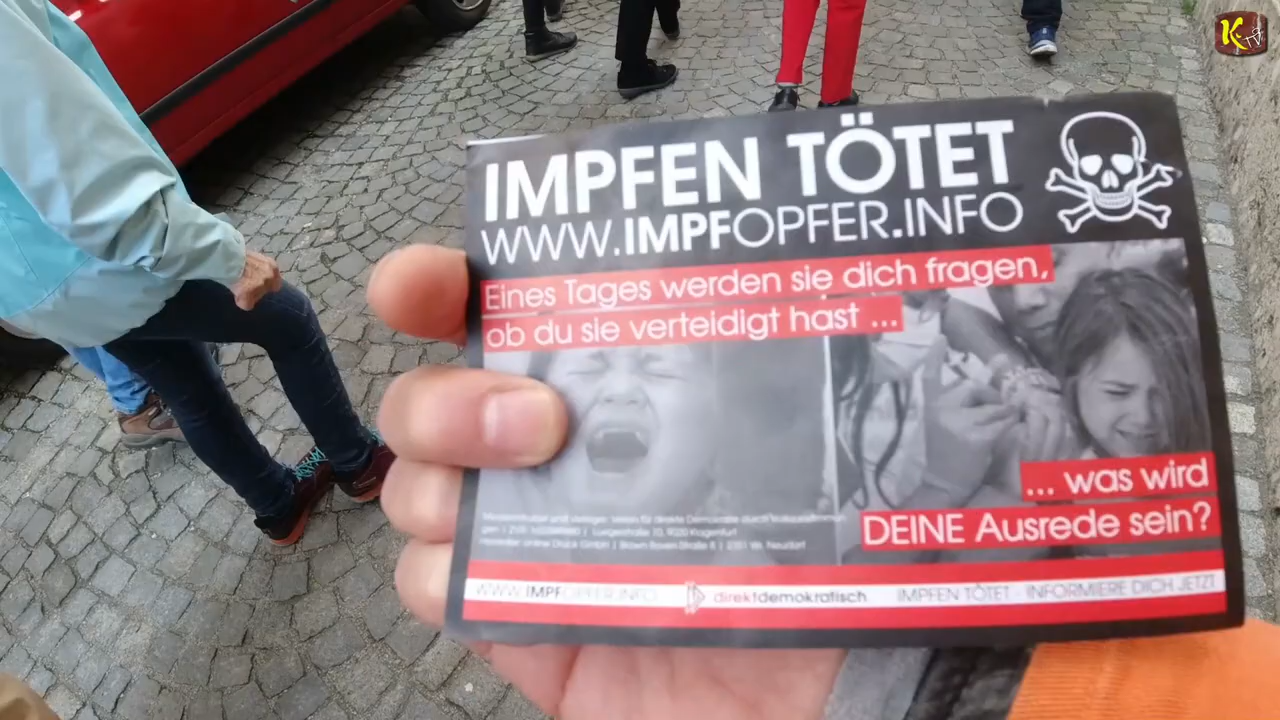 K TV
IMPFEN TÖTET
WWW.IMPFOPFER.INFO
Eines Tages werden sie dich fragen,
ob du sie verteidigt hast ...
... was wird
DEINE Ausrede sein?
WWW.IMPFOPFER.INFO direktdemokratisch IMPFEN TÖTET - INFORMIERE DICH JETZT